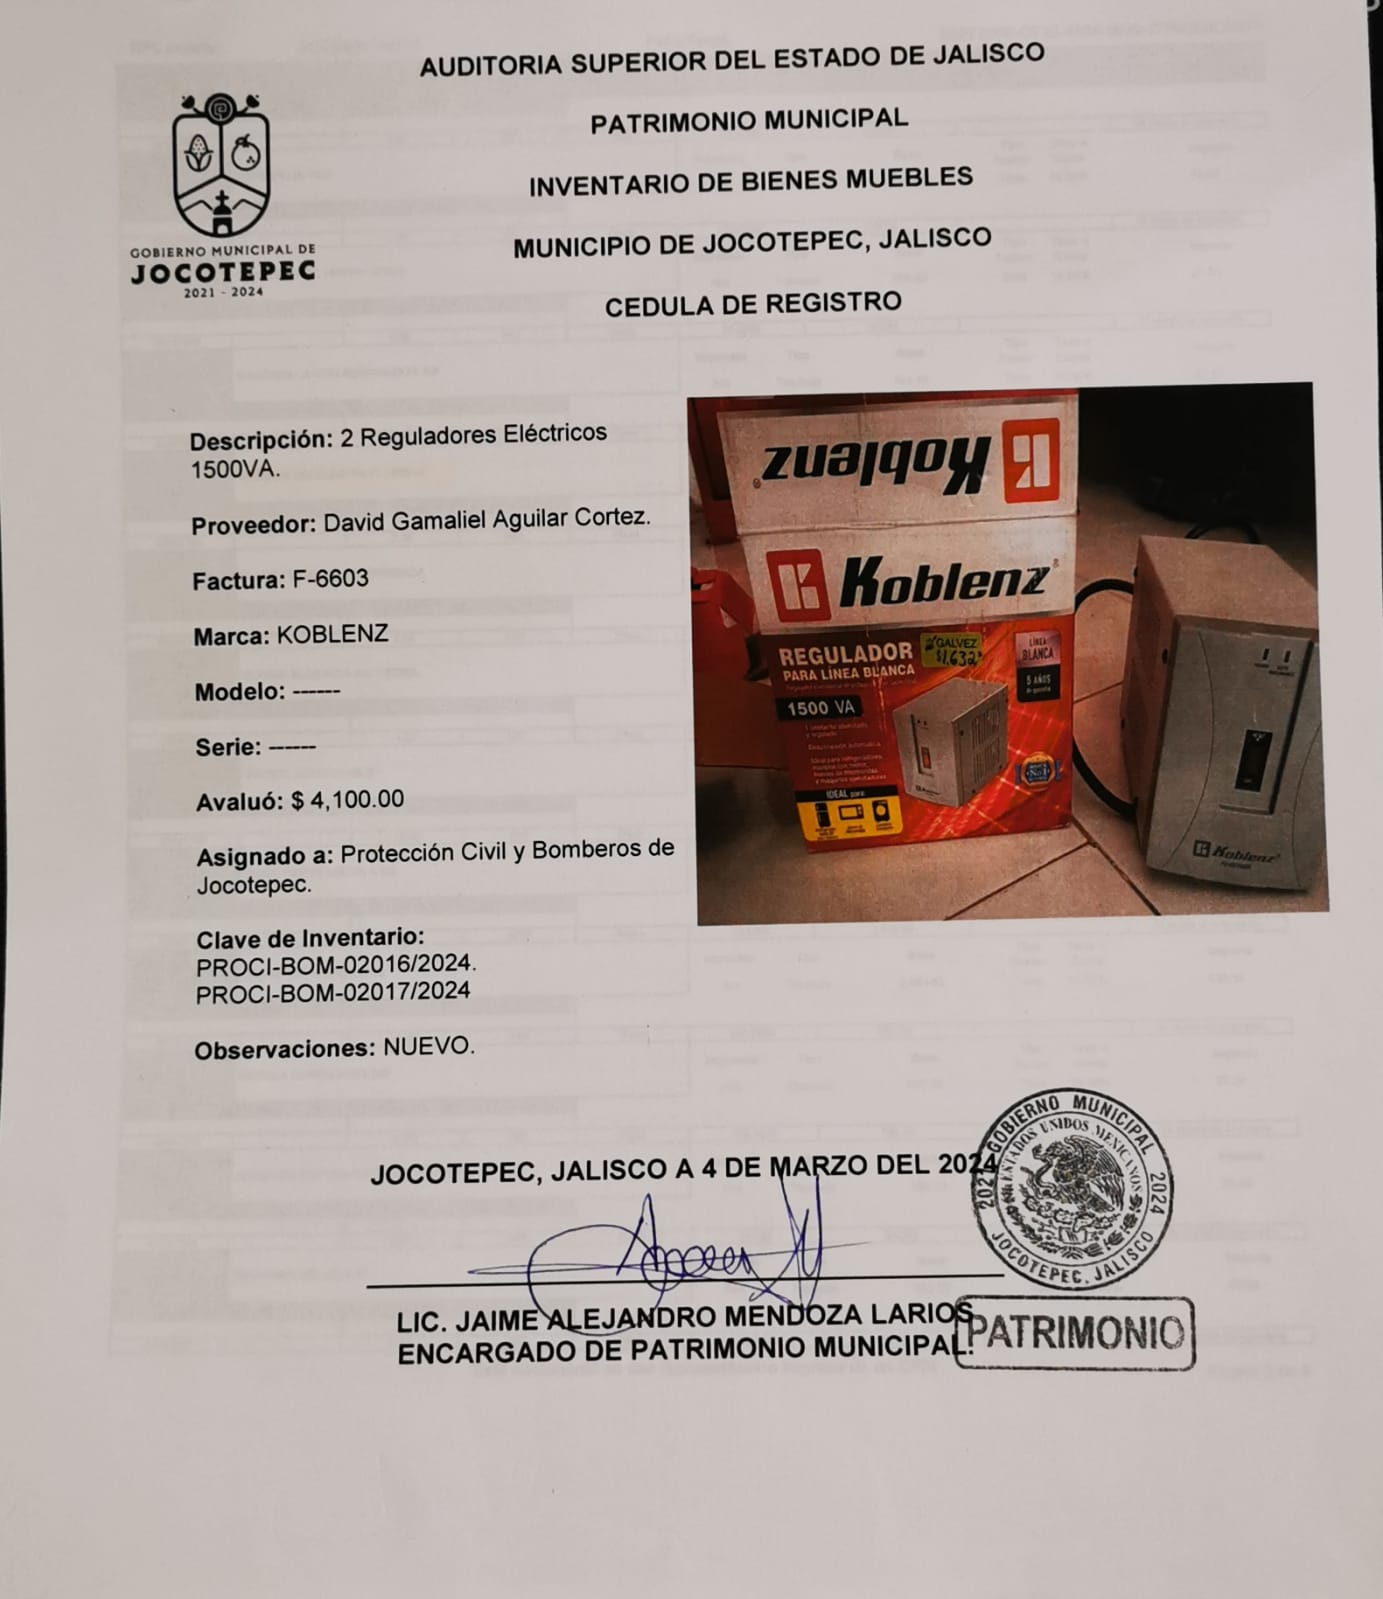 AUDITORIA SUPERIOR DEL ESTADO DE JALISCO
PATRIMONIO MUNICIPAL
INVENTARIO DE BIENES MUEBLES
MUNICIPIO DE JOCOTEPEC, JALISCO
CEDULA DE REGISTRO
GOBIERNO MUNICIPAL DE
JOCOTEPEC
2021 - 2024
Descripción: 2 Reguladores Eléctricos
1500VA.
Proveedor: David Gamaliel Aguilar Cortez.
Factura: F-6603
Marca: KOBLENZ
Modelo: ------
Serie: ------
Avaluó: $ 4,100.00
Asignado a: Protección Civil y Bomberos de
Jocotepec.
Clave de Inventario:
PROCI-BOM-02016/2024.
PROCI-BOM-02017/2024
Observaciones: NUEVO.
Koblenz®
Koblenz®
REGULADOR
PARA LÍNEA BLANCA
GALVEZ
$1,632
LÍNEA
BLANCA
5 AÑOS
1500 VA
IDEAL para:
Koblenz
JOCOTEPEC, JALISCO A 4 DE MARZO DEL 2024
LIC. JAIME ALEJANDRO MENDOZA LARIOS
ENCARGADO DE PATRIMONIO MUNICIPAL.
2021 GOBIERNO MUNICIPAL 2024
ESTADOS UNIDOS MEXICANOS
JOCOTEPEC, JALISCO
PATRIMONIO